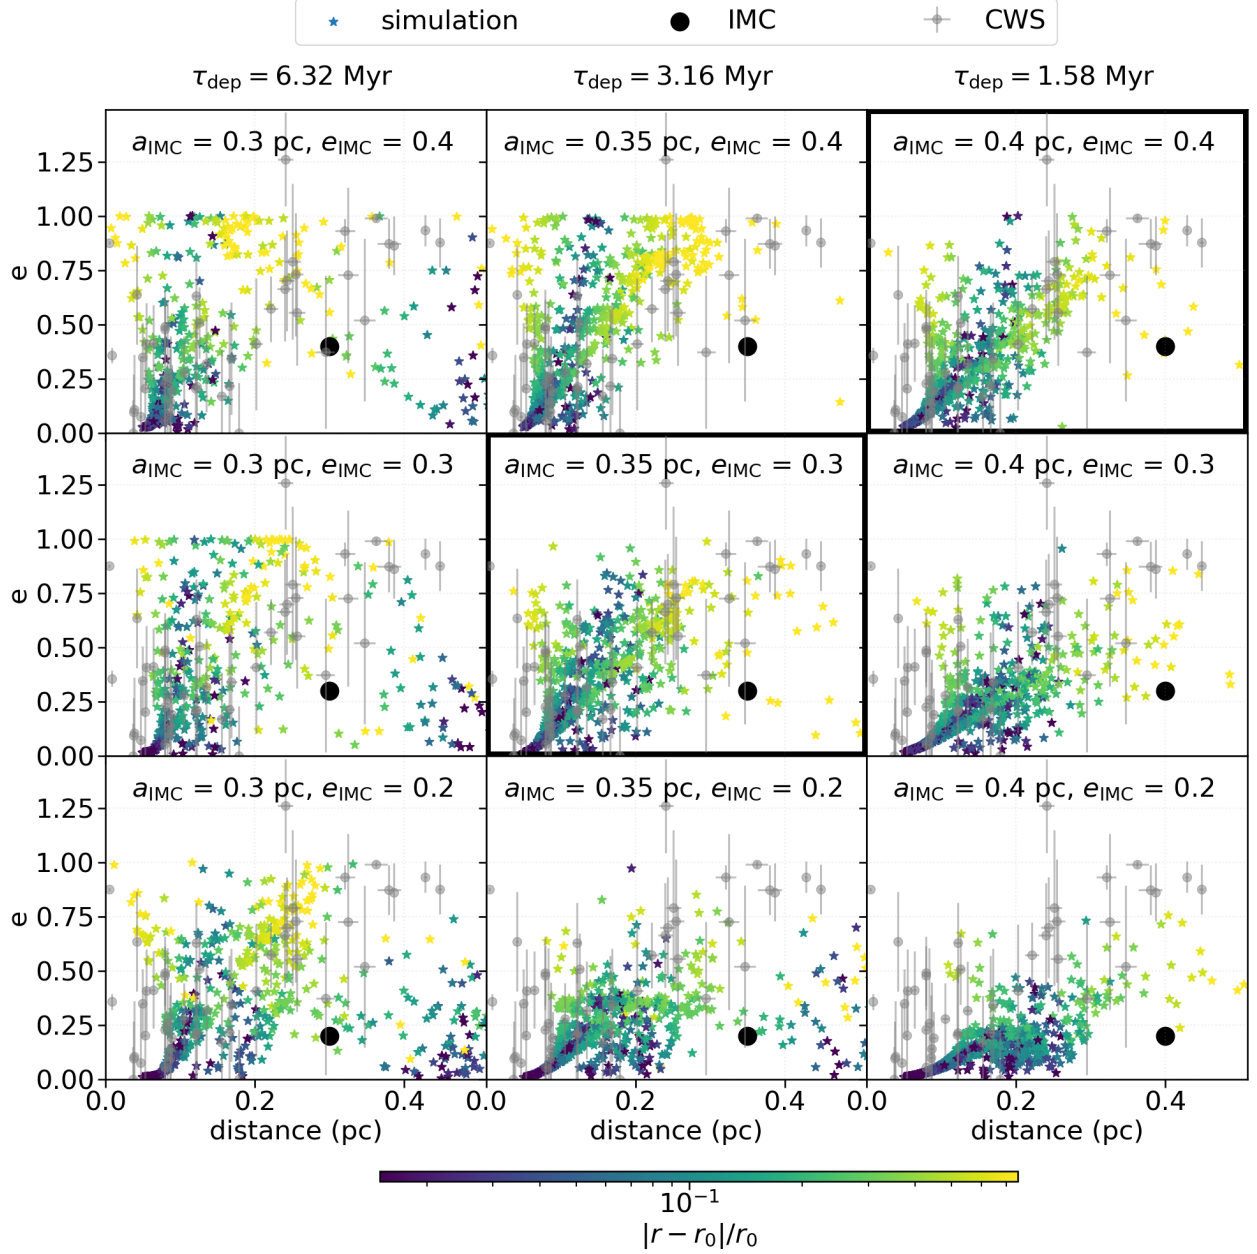 simulation IMC CWS
τdep = 6.32 Myr τdep = 3.16 Myr τdep = 1.58 Myr
aIMC = 0.3 pc, eIMC = 0.4 aIMC = 0.35 pc, eIMC = 0.4 aIMC = 0.4 pc, eIMC = 0.4
1.25
1.00
0.75
e
0.50
0.25
0.00
aIMC = 0.3 pc, eIMC = 0.3 aIMC = 0.35 pc, eIMC = 0.3 aIMC = 0.4 pc, eIMC = 0.3
1.25
1.00
0.75
e
0.50
0.25
0.00
aIMC = 0.3 pc, eIMC = 0.2 aIMC = 0.35 pc, eIMC = 0.2 aIMC = 0.4 pc, eIMC = 0.2
1.25
1.00
0.75
e
0.50
0.25
0.00
0.0 0.2 0.4 0.0 0.2 0.4 0.0 0.2 0.4
distance (pc) distance (pc) distance (pc)
10⁻¹
|r − r₀|/r₀